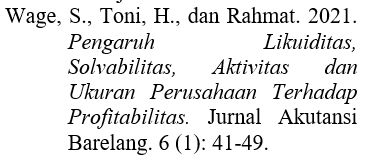 Wage, S., Toni, H., dan Rahmat. 2021.
Pengaruh Likuiditas,
Solvabilitas, Aktivitas dan
Ukuran Perusahaan Terhadap
Profitabilitas. Jurnal Akutansi
Barelang. 6 (1): 41-49.